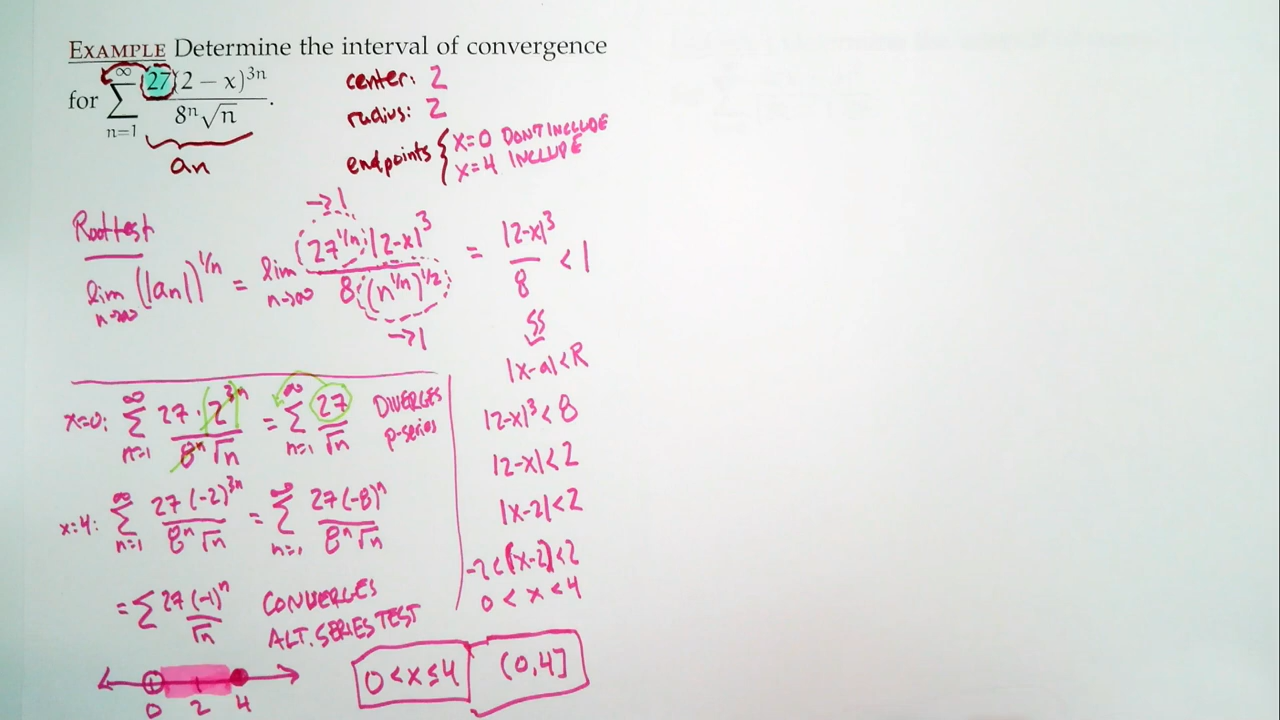 EXAMPLE Determine the interval of convergence
for ∑_{n=1}^{∞} 27(2 − x)^{3n} / 8^n √n .
an
center: 2
radius: 2
endpoints { x=0 DONT INCLUDE
x=4 INCLUDE
Root test
lim_{n→∞} (|an|)^{1/n} = lim_{n→∞} (27^{1/n}) |2-x|^3 / 8 (n^{1/n})^{1/2} = |2-x|^3 / 8 < 1
→1
→1
|x-a|<R
|2-x|^3 < 8
|2-x| < 2
|x-2| < 2
-2 < (x-2) < 2
0 < x < 4
x=0: ∑_{n=1}^{∞} 27 · 2^{3n} / 8^n √n = ∑_{n=1}^{∞} 27 / √n DIVERGES
p-series
x=4: ∑_{n=1}^{∞} 27 (-2)^{3n} / 8^n √n = ∑_{n=1}^{∞} 27 (-8)^n / 8^n √n
= ∑ 27 (-1)^n / √n CONVERGES
ALT. SERIES TEST
0 2 4
0 < x ≤ 4 (0,4]